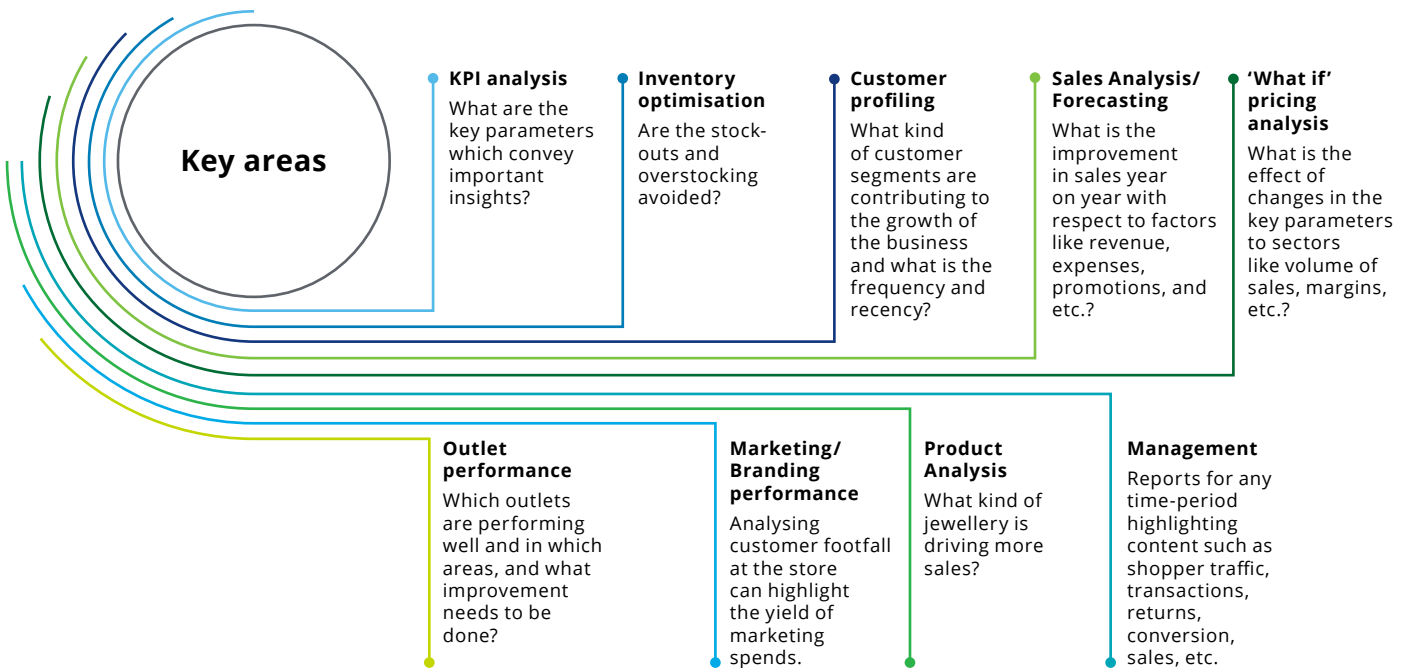 Key areas
KPI analysis
What are the
key parameters
which convey
important
insights?
Inventory
optimisation
Are the stock-
outs and
overstocking
avoided?
Customer
profiling
What kind
of customer
segments are
contributing to
the growth of
the business
and what is the
frequency and
recency?
Sales Analysis/
Forecasting
What is the
improvement
in sales year
on year with
respect to factors
like revenue,
expenses,
promotions, and
etc.?
‘What if’
pricing
analysis
What is the
effect of
changes in the
key parameters
to sectors
like volume of
sales, margins,
etc.?
Outlet
performance
Which outlets
are performing
well and in which
areas, and what
improvement
needs to be
done?
Marketing/
Branding
performance
Analysing
customer footfall
at the store
can highlight
the yield of
marketing
spends.
Product
Analysis
What kind of
jewellery is
driving more
sales?
Management
Reports for any
time-period
highlighting
content such as
shopper traffic,
transactions,
returns,
conversion,
sales, etc.